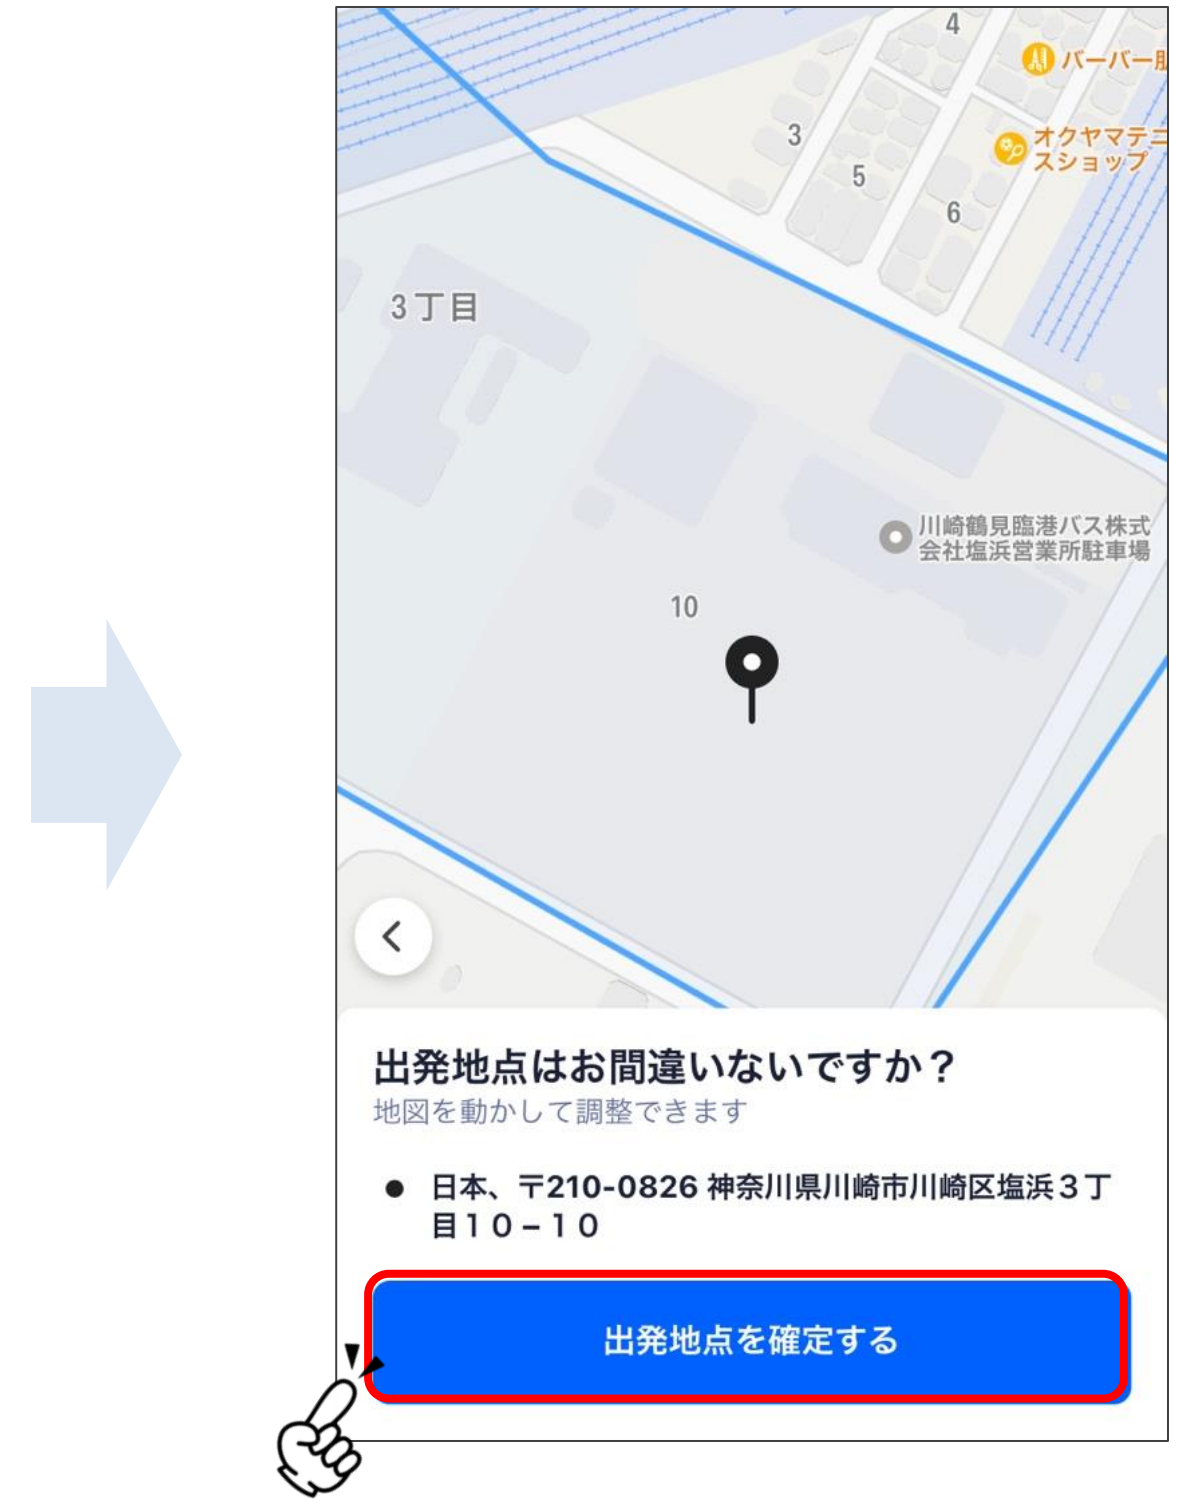 4
バーバー
3
オクヤマテニ
スショップ
5
6
3丁目
川崎鶴見臨港バス株式
会社塩浜営業所駐車場
10
出発地点はお間違いないですか？
地図を動かして調整できます
● 日本、〒210-0826 神奈川県川崎市川崎区塩浜３丁
目１０−１０
出発地点を確定する